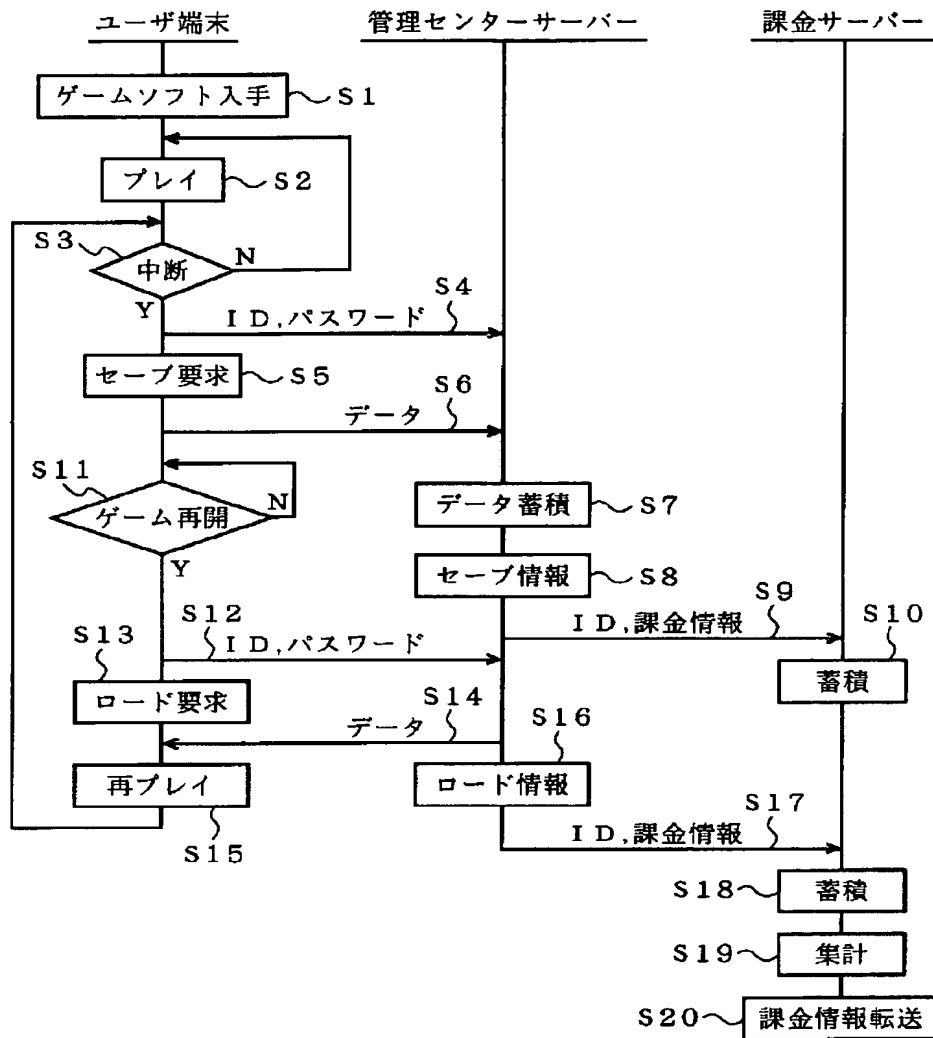 ユーザ端末
管理センターサーバー
課金サーバー
ゲームソフト入手
S1
プレイ
S2
S3
中断
N
Y
S4
ID,パスワード
セーブ要求
S5
S6
データ
S11
ゲーム再開
N
Y
データ蓄積
S7
セーブ情報
S8
S9
ID,課金情報
S10
蓄積
S12
ID,パスワード
S13
ロード要求
S14
データ
S16
ロード情報
再プレイ
S15
S17
ID,課金情報
S18
蓄積
S19
集計
S20
課金情報転送